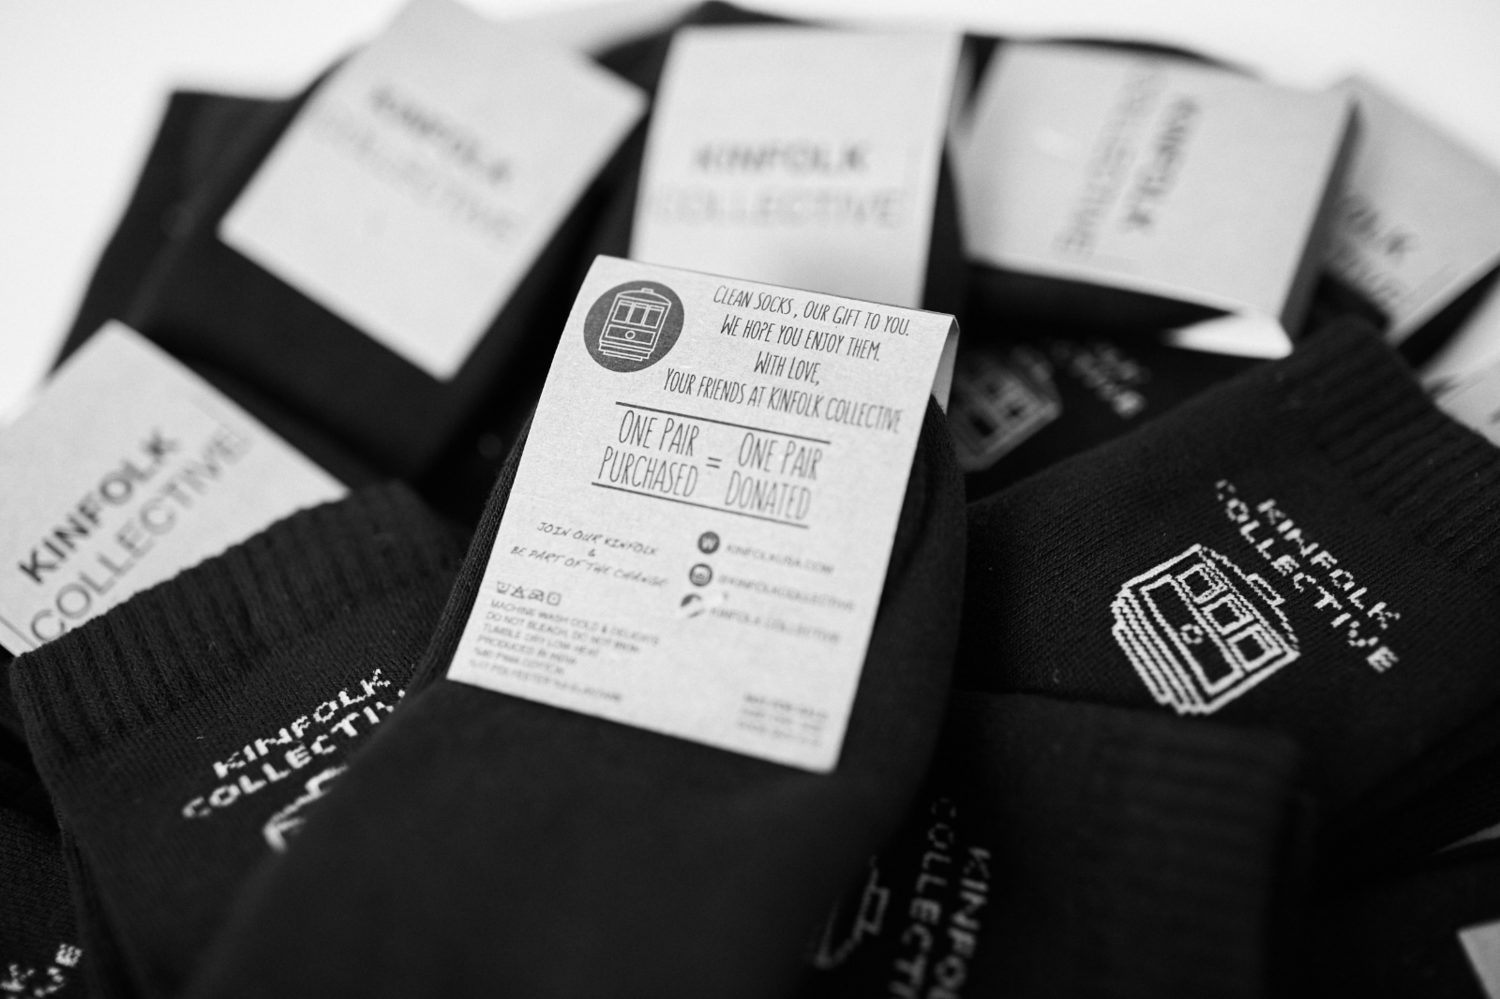 KINFOLK
COLLECTIVE
KINFOLK
COLLECTIVE
KINFOLK
COLLECTIVE
KINFOLK
COLLECTIVE
CLEAN SOCKS, OUR GIFT TO YOU.
WE HOPE YOU ENJOY THEM.
WITH LOVE,
YOUR FRIENDS AT KINFOLK COLLECTIVE
ONE PAIR PURCHASED = ONE PAIR DONATED
JOIN OUR KINFOLK
&
BE PART OF THE CHANGE
KINFOLKUSA.COM
@KINFOLKCOLLECTIVE
KINFOLK COLLECTIVE
MACHINE WASH COLD & DELICATE
DO NOT BLEACH, DO NOT IRON
TUMBLE DRY LOW HEAT
KINFOLK
COLLECTIVE
KINFOLK
COLLECTIV
KINFOLK
COLLECTI